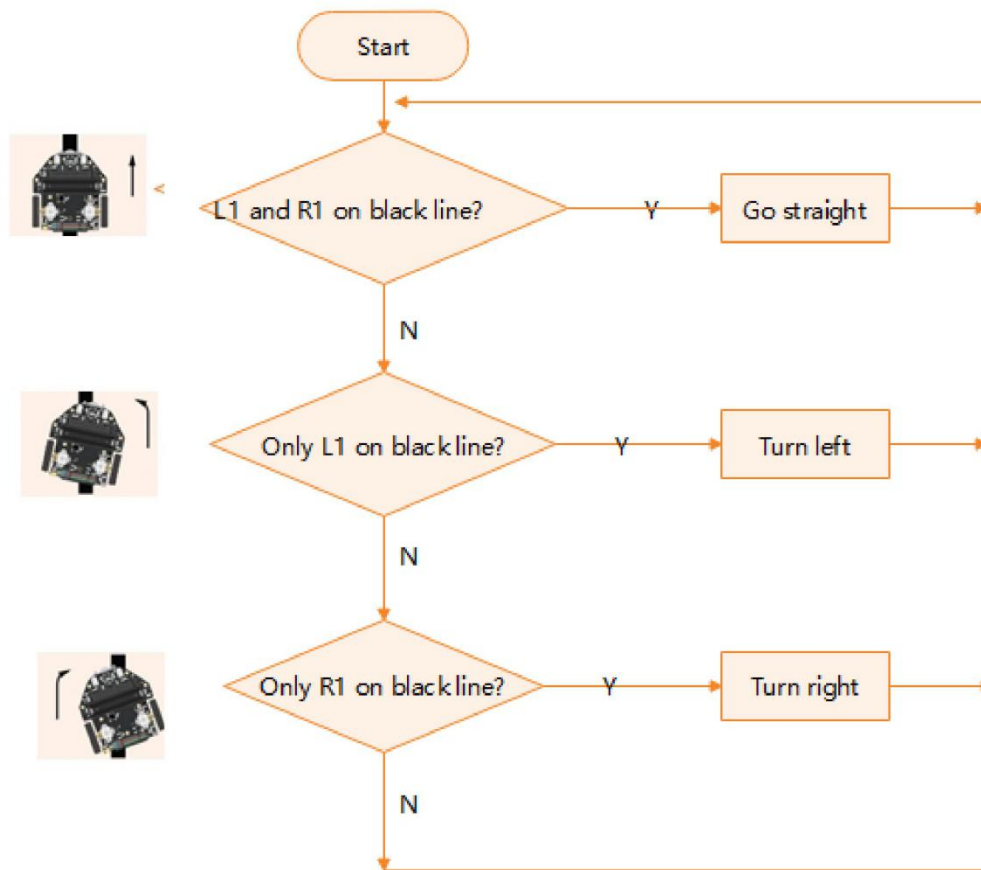 Start
L1 and R1 on black line?
Y
Go straight
N
Only L1 on black line?
Y
Turn left
N
Only R1 on black line?
Y
Turn right
N